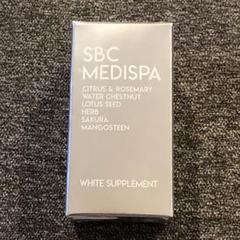 SBC
MEDISPA
CITRUS & ROSEMARY
WATER CHESTNUT
LOTUS SEED
HERB
SAKURA
MANGOSTEEN
WHITE SUPPLEMENT